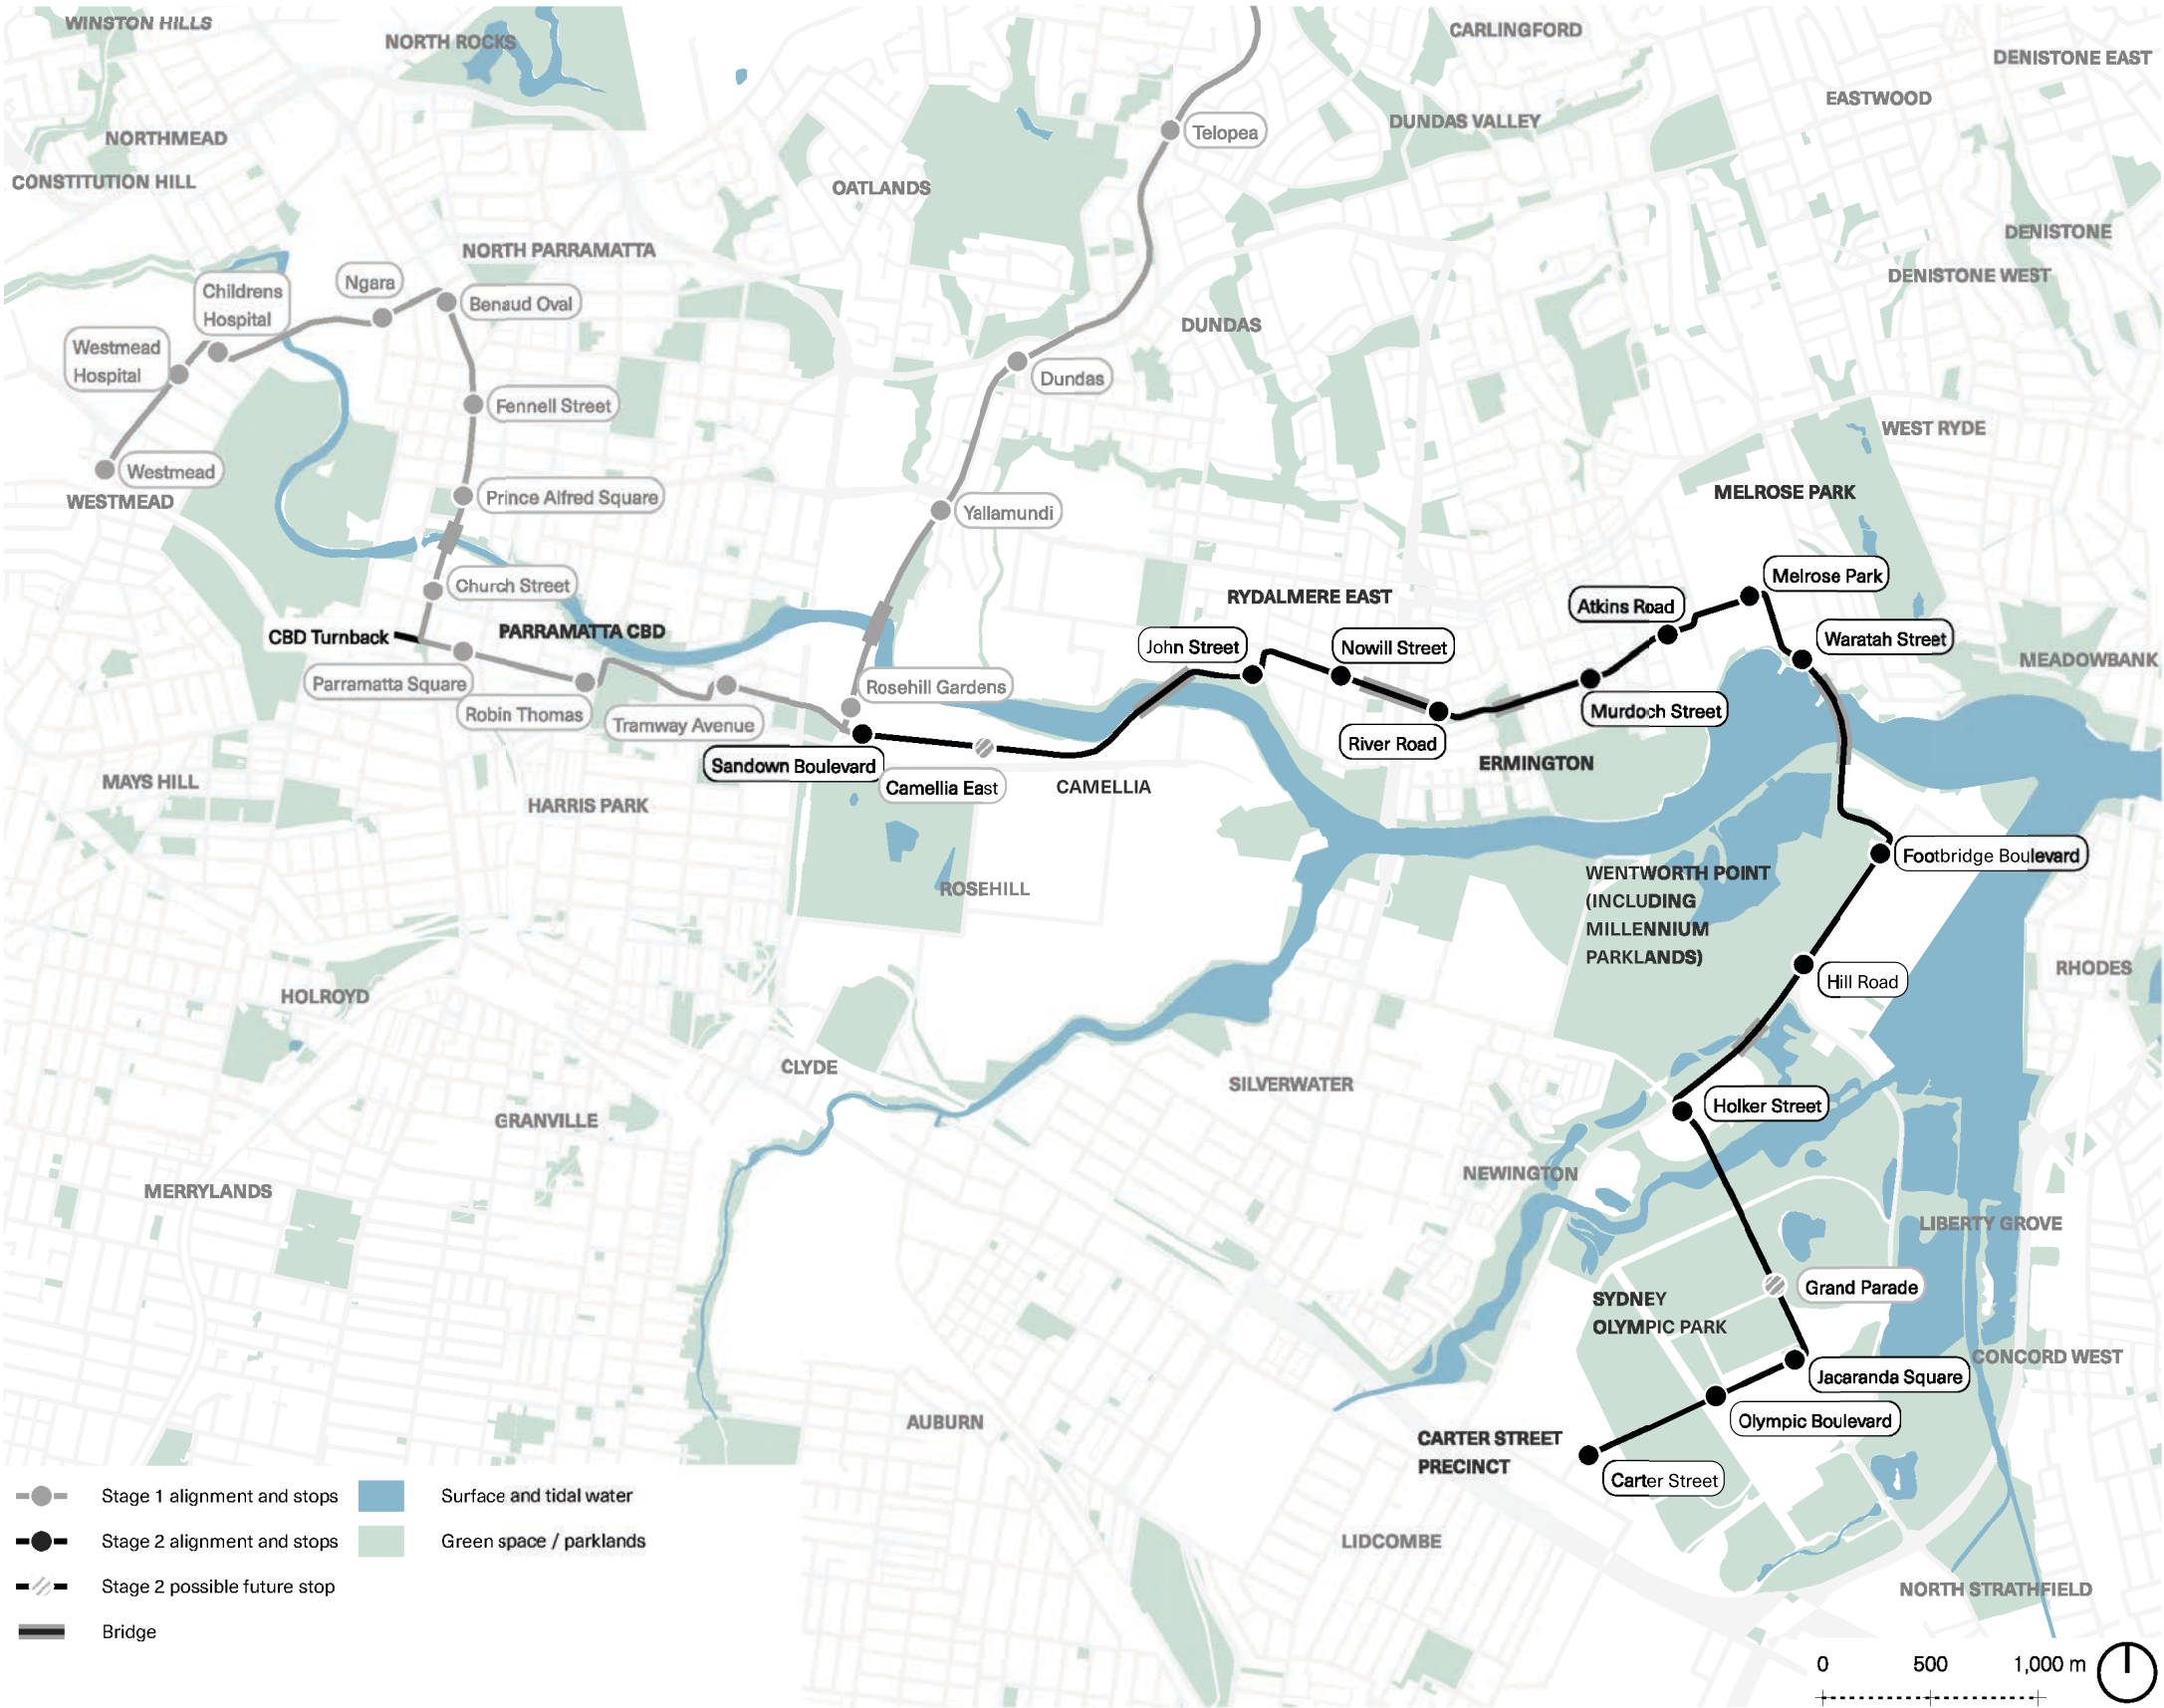 WINSTON HILLS
NORTH ROCKS
CARLINGFORD
DENISTONE EAST
EASTWOOD
NORTHMEAD
Telopea
DUNDAS VALLEY
CONSTITUTION HILL
OATLANDS
DENISTONE
NORTH PARRAMATTA
DENISTONE WEST
Ngara
Childrens
Hospital
Benaud Oval
DUNDAS
Westmead
Hospital
Dundas
Fennell Street
WEST RYDE
Westmead
WESTMEAD
Prince Alfred Square
Yallamundi
MELROSE PARK
Church Street
Melrose Park
RYDALMERE EAST
Atkins Road
CBD Turnback
PARRAMATTA CBD
John Street
Nowill Street
Waratah Street
MEADOWBANK
Parramatta Square
Rosehill Gardens
Robin Thomas
Tramway Avenue
Murdoch Street
River Road
Sandown Boulevard
ERMINGTON
MAYS HILL
Camellia East
CAMELLIA
HARRIS PARK
Footbridge Boulevard
WENTWORTH POINT
(INCLUDING
MILLENNIUM
PARKLANDS)
ROSEHILL
RHODES
Hill Road
HOLROYD
CLYDE
SILVERWATER
Holker Street
GRANVILLE
NEWINGTON
MERRYLANDS
LIBERTY GROVE
Grand Parade
SYDNEY
OLYMPIC PARK
CONCORD WEST
Jacaranda Square
AUBURN
Olympic Boulevard
CARTER STREET
PRECINCT
Carter Street
Stage 1 alignment and stops
Surface and tidal water
Stage 2 alignment and stops
Green space / parklands
LIDCOMBE
Stage 2 possible future stop
NORTH STRATHFIELD
Bridge
0 500 1,000 m